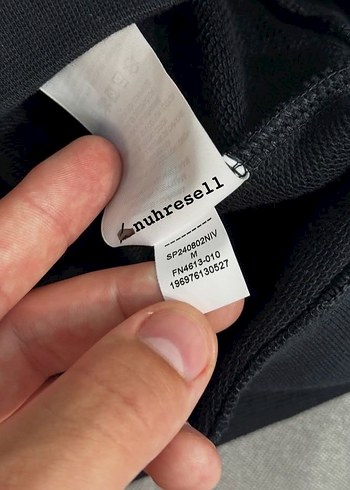 nuhresell
---------
SP240802NIV
M
FN4613-010
196976130527